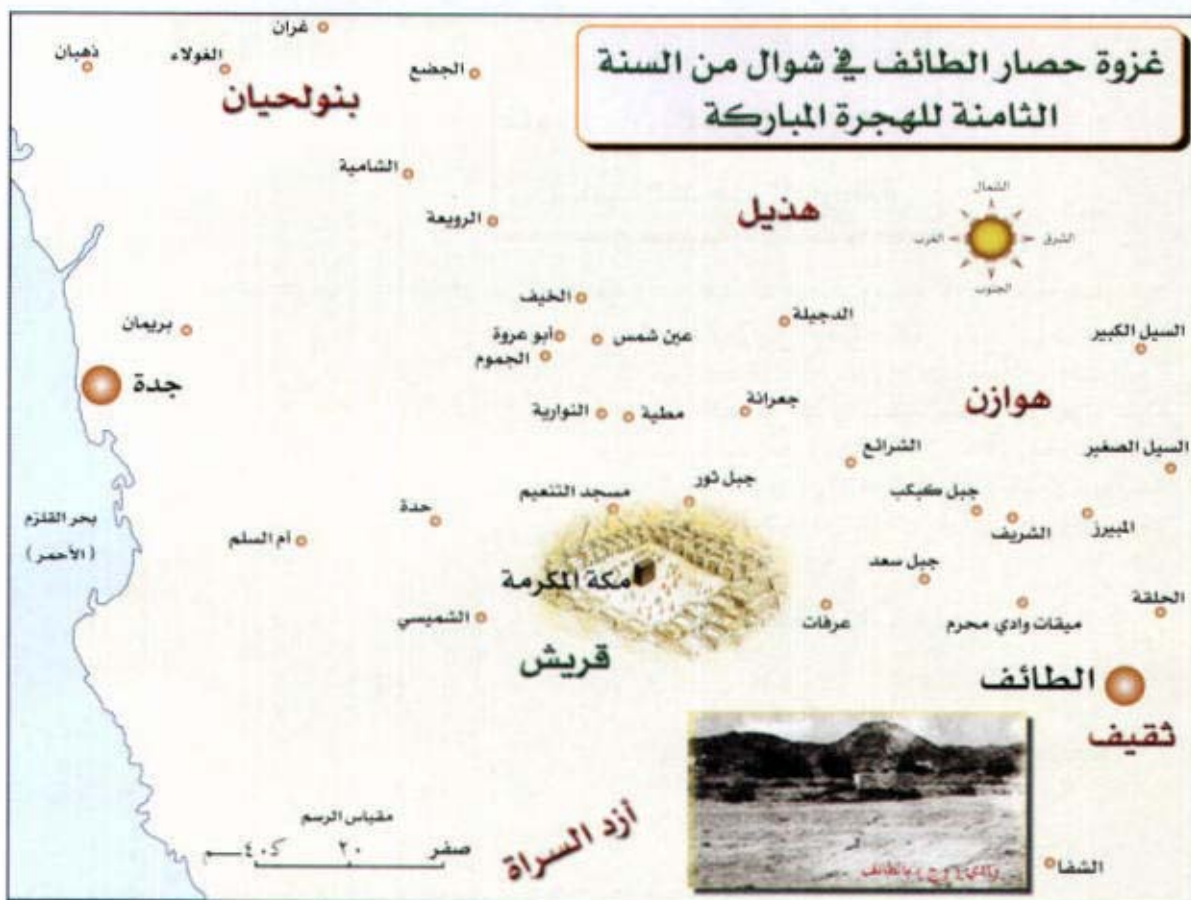 غزوة حصار الطائف في شوال من السنة
الثامنة للهجرة المباركة
غران
ذهبان
الغولاء
الجضع
بنولحيان
الشامية
الرويعة
هذيل
الشمال
الشرق
الغرب
الجنوب
الخيف
الدجيلة
بريمان
أبو عروة
عين شمس
السيل الكبير
الجموم
جدة
هوازن
جعرانة
النوارية
مطية
الشرائع
السيل الصغير
جبل ثور
جبل كبكب
مسجد التنعيم
حدة
بحر القلزم
(الأحمر)
أم السلم
الشريف
المبيرز
جبل سعد
مكة المكرمة
الحلقة
الشميسي
عرفات
ميقات وادي محرم
قريش
الطائف
ثقيف
أزد السراة
مقياس الرسم
صفر ٢٠ ٤٠كم
وادي (وج) بالطائف
الشفا